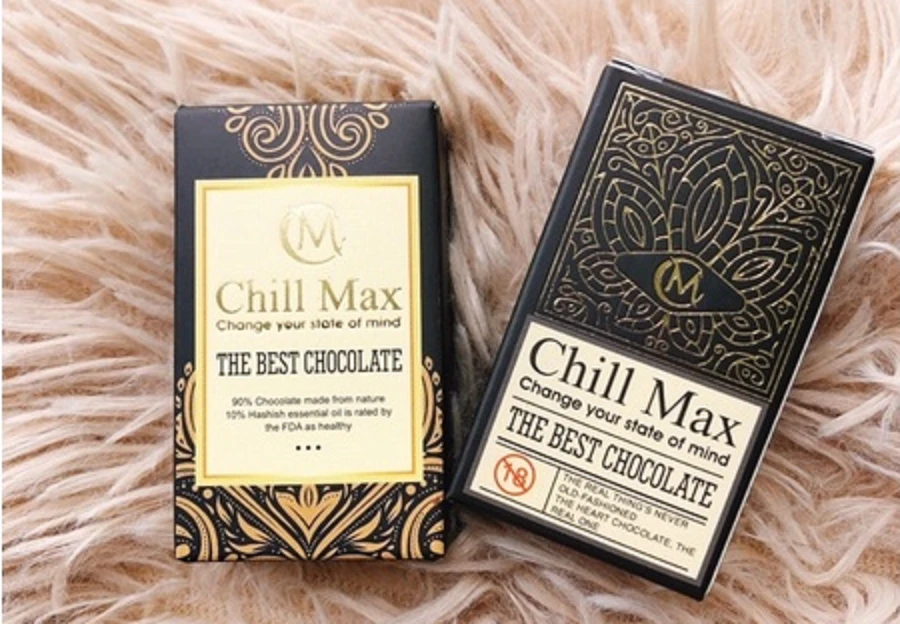 CM
Chill Max
Change your state of mind
THE BEST CHOCOLATE
90% Chocolate made from nature
10% Hashish essential oil is rated by
the FDA as healthy
CM
Chill Max
Change your state of mind
THE BEST CHOCOLATE
18
THE REAL THING'S NEVER
OLD-FASHIONED
THE HEART CHOCOLATE, THE
REAL ONE